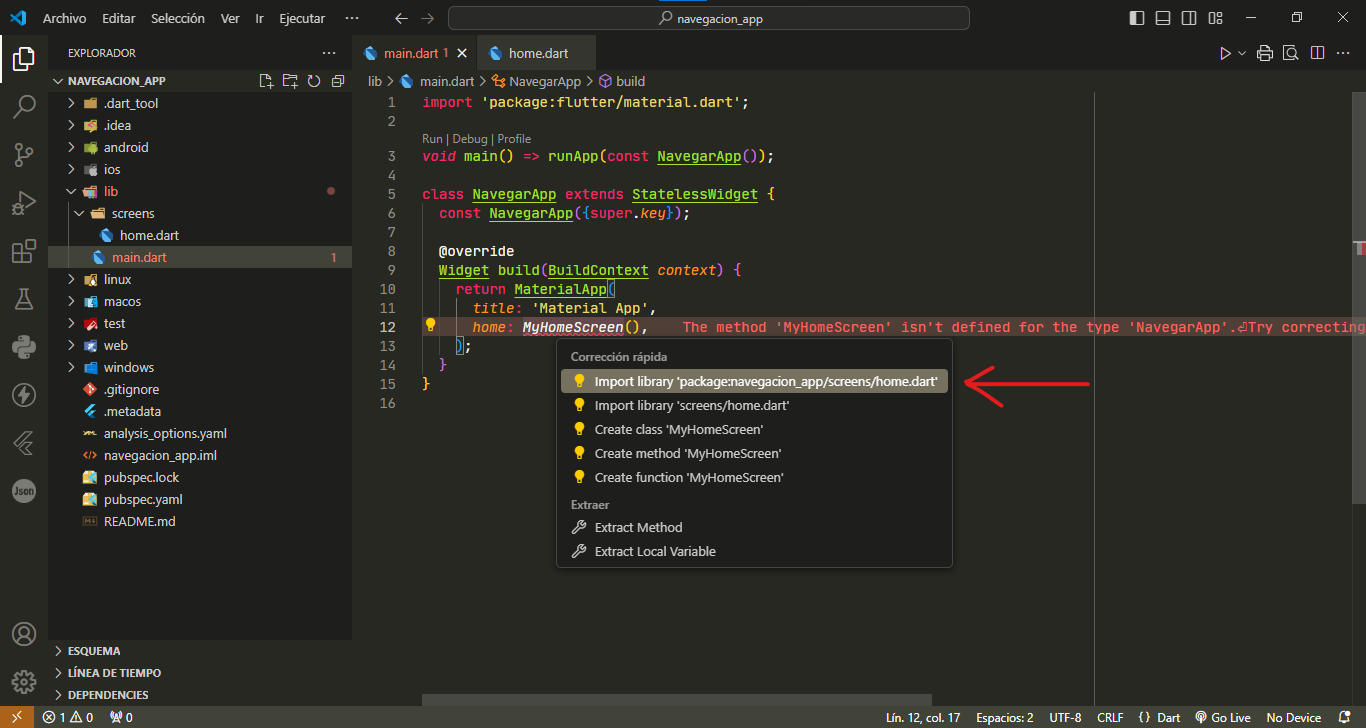 Archivo Editar Selección Ver Ir Ejecutar ··· navegacion_app
EXPLORADOR ···
NAVEGACION_APP
.dart_tool
.idea
android
ios
lib
screens
home.dart
main.dart 1
linux
macos
test
web
windows
.gitignore
.metadata
analysis_options.yaml
navegacion_app.iml
pubspec.lock
pubspec.yaml
README.md
ESQUEMA
LÍNEA DE TIEMPO
DEPENDENCIES
Json
main.dart 1 home.dart
lib > main.dart > NavegarApp > build
1 import 'package:flutter/material.dart';
2
Run | Debug | Profile
3 void main() => runApp(const NavegarApp());
4
5 class NavegarApp extends StatelessWidget {
6 const NavegarApp({super.key});
7
8 @override
9 Widget build(BuildContext context) {
10 return MaterialApp(
11 title: 'Material App',
12 home: MyHomeScreen(), The method 'MyHomeScreen' isn't defined for the type 'NavegarApp'.⏎Try correcting
13 );
14 }
15 }
16
Corrección rápida
Import library 'package:navegacion_app/screens/home.dart'
Import library 'screens/home.dart'
Create class 'MyHomeScreen'
Create method 'MyHomeScreen'
Create function 'MyHomeScreen'
Extraer
Extract Method
Extract Local Variable
1 0 0 Lín. 12, col. 17 Espacios: 2 UTF-8 CRLF {} Dart Go Live No Device